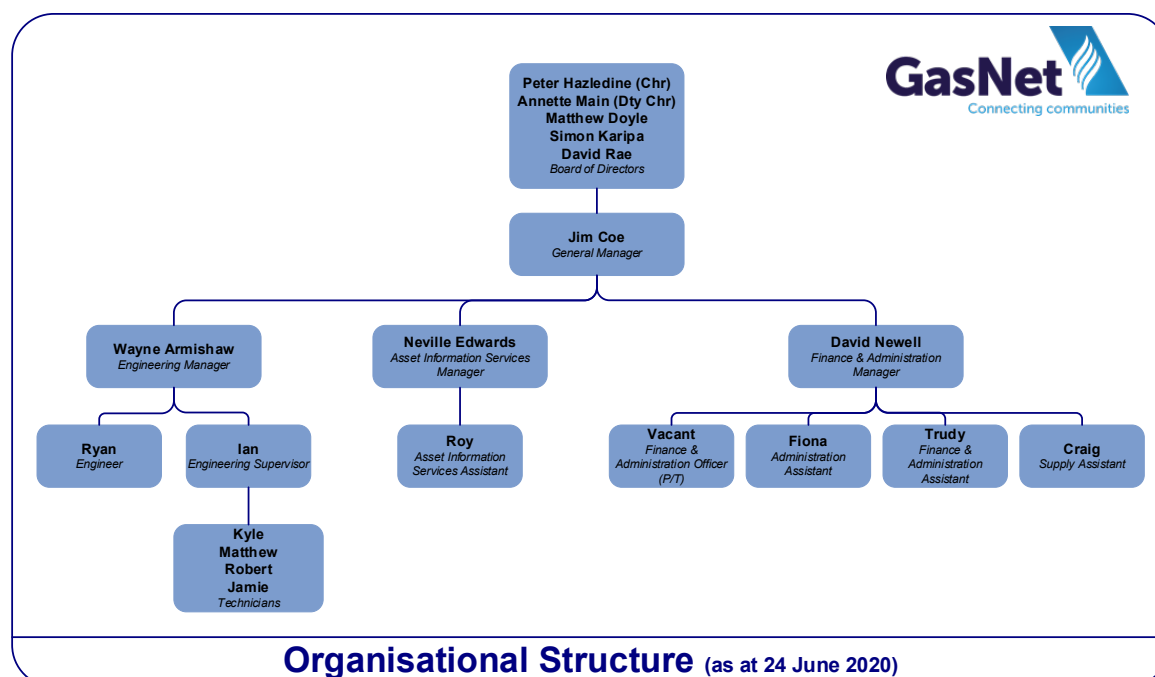 GasNet
Connecting communities
Peter Hazledine (Chr)
Annette Main (Dty Chr)
Matthew Doyle
Simon Karipa
David Rae
Board of Directors
Jim Coe
General Manager
Wayne Armishaw
Engineering Manager
Neville Edwards
Asset Information Services
Manager
David Newell
Finance & Administration
Manager
Ryan
Engineer
Ian
Engineering Supervisor
Roy
Asset Information
Services Assistant
Vacant
Finance &
Administration Officer
(P/T)
Fiona
Administration
Assistant
Trudy
Finance &
Administration
Assistant
Craig
Supply Assistant
Kyle
Matthew
Robert
Jamie
Technicians
Organisational Structure (as at 24 June 2020)